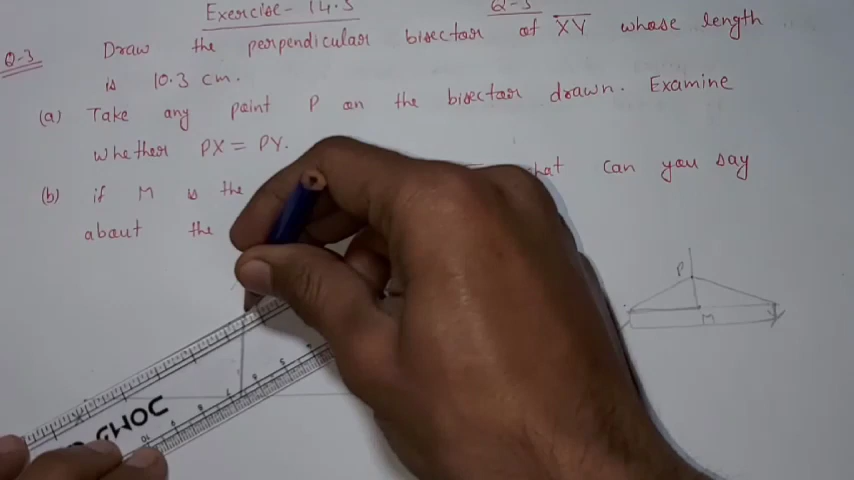 Exercise - 14.5 Q-3
Q-3 Draw the perpendicular bisector of XY whose length
is 10.3 cm.
(a) Take any point P on the bisector drawn. Examine
whether PX = PY.
(b) if M is the hat can you say
about the
P
M